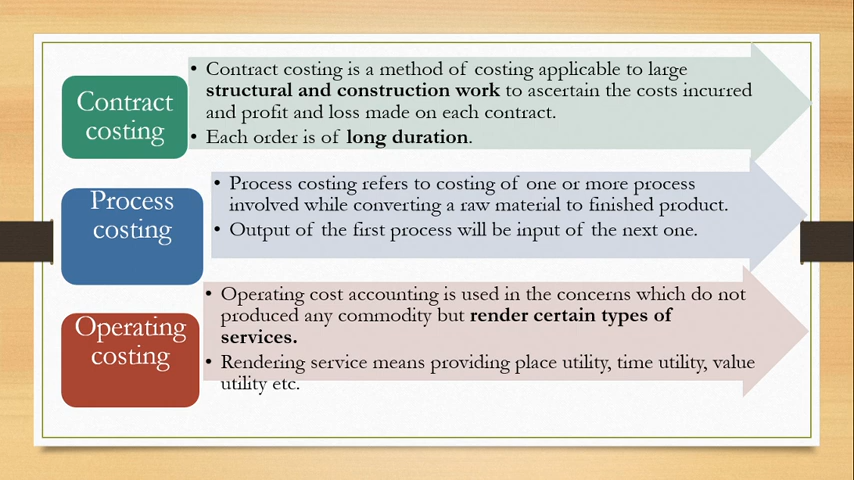 Contract
costing
• Contract costing is a method of costing applicable to large
structural and construction work to ascertain the costs incurred
and profit and loss made on each contract.
• Each order is of long duration.
Process
costing
• Process costing refers to costing of one or more process
involved while converting a raw material to finished product.
• Output of the first process will be input of the next one.
Operating
costing
• Operating cost accounting is used in the concerns which do not
produced any commodity but render certain types of
services.
• Rendering service means providing place utility, time utility, value
utility etc.